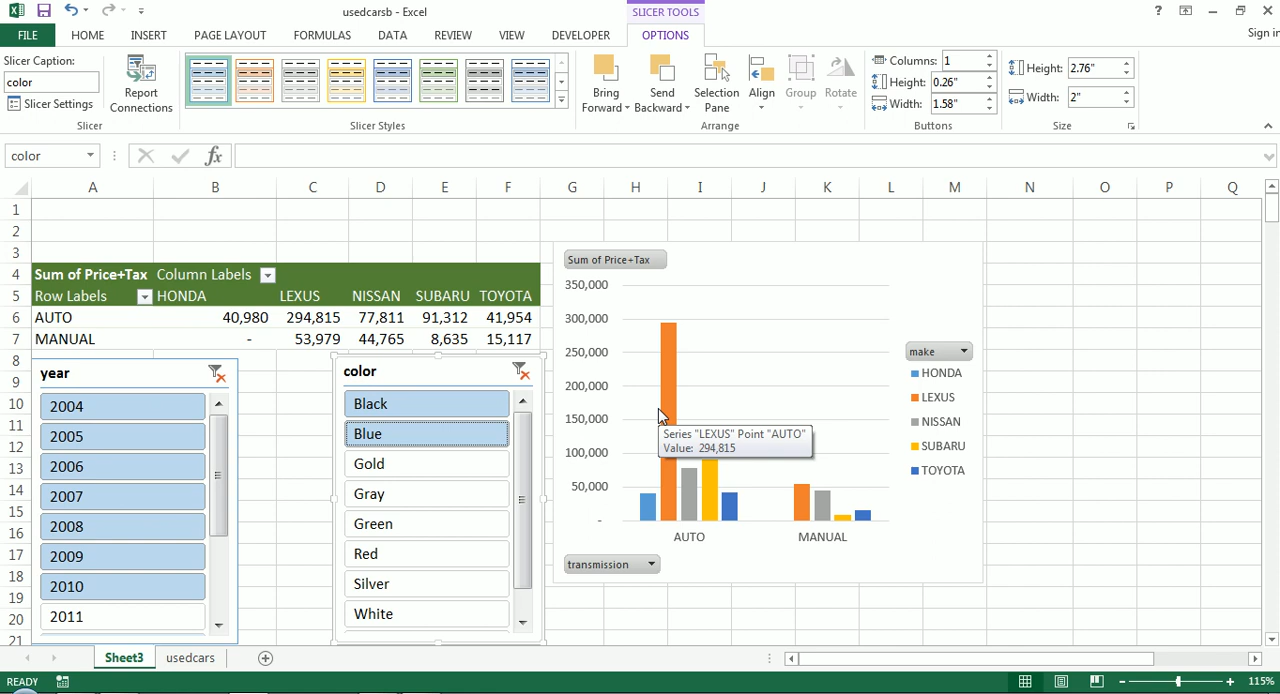 usedcarsb - Excel
SLICER TOOLS
?
FILE HOME INSERT PAGE LAYOUT FORMULAS DATA REVIEW VIEW DEVELOPER OPTIONS Sign in
Slicer Caption:
color
Slicer Settings
Report Connections
Slicer
Slicer Styles
Bring Forward
Send Backward
Selection Pane
Align
Group
Rotate
Arrange
Columns: 1
Height: 0.26"
Width: 1.58"
Buttons
Height: 2.76"
Width: 2"
Size
color
fx
A B C D E F G H I J K L M N O P Q
1
2
3
4 Sum of Price+Tax Column Labels
5 Row Labels HONDA LEXUS NISSAN SUBARU TOYOTA
6 AUTO 40,980 294,815 77,811 91,312 41,954
7 MANUAL - 53,979 44,765 8,635 15,117
8
9
10
11
12
13
14
15
16
17
18
19
20
21
year
2004
2005
2006
2007
2008
2009
2010
2011
color
Black
Blue
Gold
Gray
Green
Red
Silver
White
Sum of Price+Tax
350,000
300,000
250,000
200,000
150,000
100,000
50,000
-
Series "LEXUS" Point "AUTO"
Value: 294,815
AUTO MANUAL
transmission
make
HONDA
LEXUS
NISSAN
SUBARU
TOYOTA
Sheet3 usedcars
READY
115%